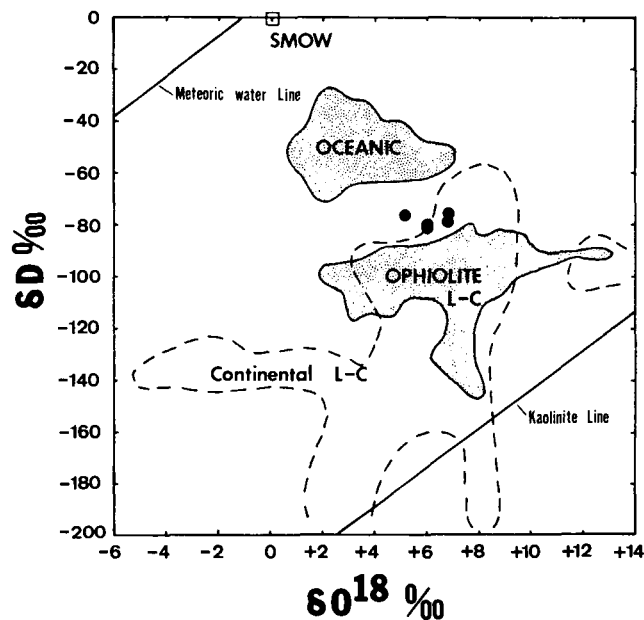 0
SMOW
-20
Meteoric water Line
-40
OCEANIC
-60
-80
δD ‰
-100
OPHIOLITE
L-C
-120
Continental L-C
-140
Kaolinite Line
-160
-180
-200
-6 -4 -2 0 +2 +4 +6 +8 +10 +12 +14
δO18 ‰